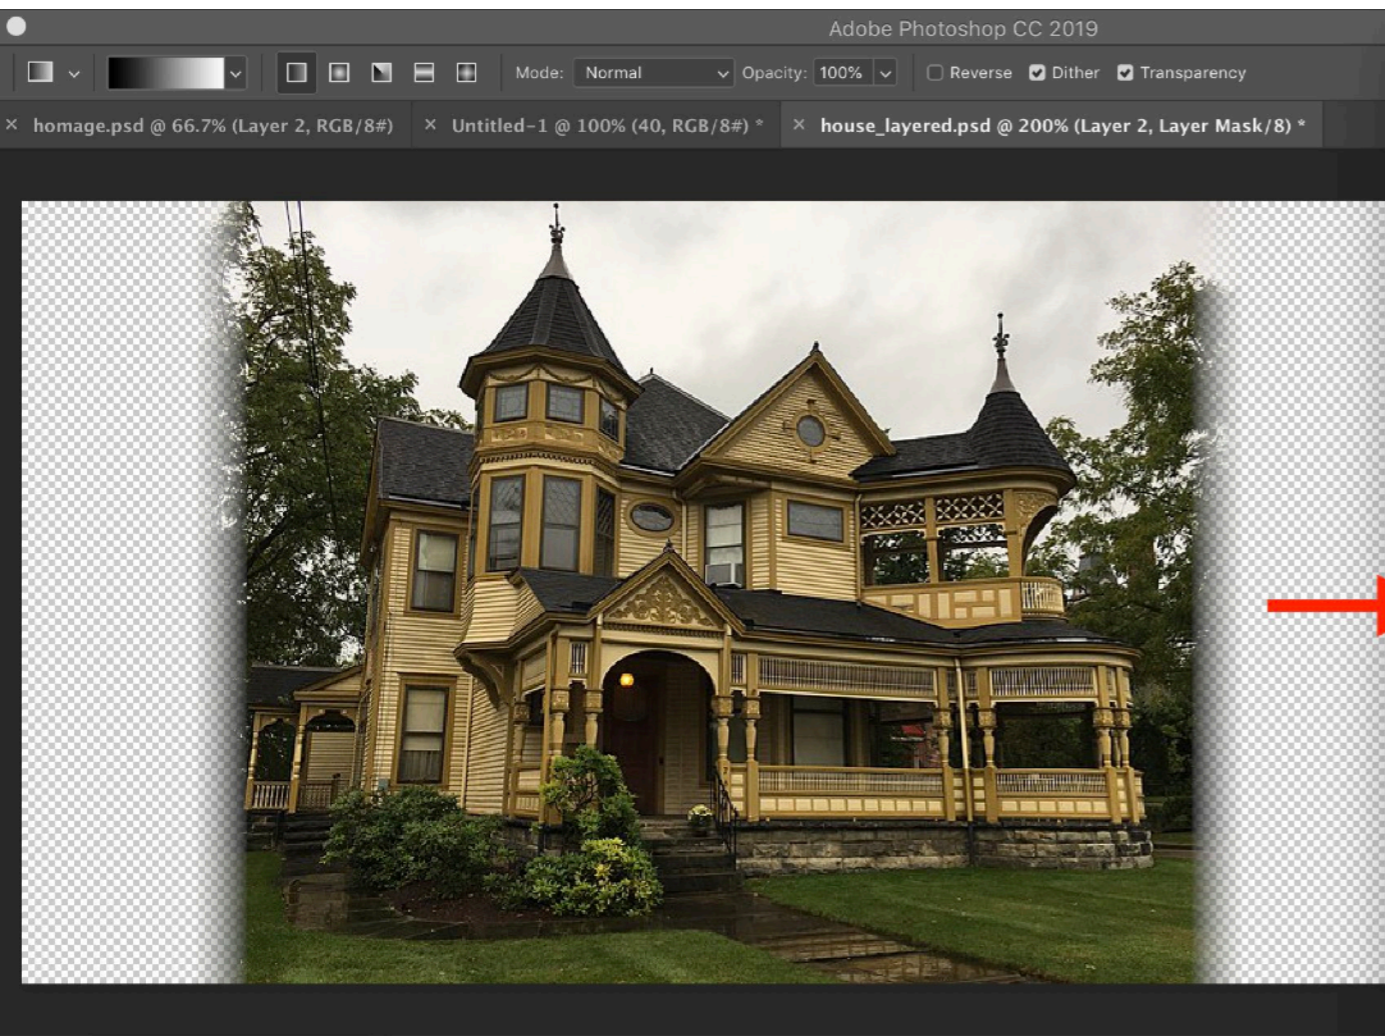 Adobe Photoshop CC 2019
Mode: Normal Opacity: 100% Reverse Dither Transparency
× homage.psd @ 66.7% (Layer 2, RGB/8#) × Untitled-1 @ 100% (40, RGB/8#) * × house_layered.psd @ 200% (Layer 2, Layer Mask/8) *